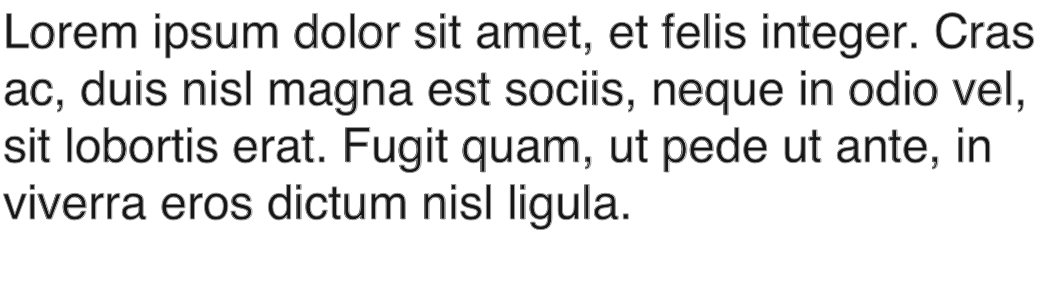 Lorem ipsum dolor sit amet, et felis integer. Cras
ac, duis nisl magna est sociis, neque in odio vel,
sit lobortis erat. Fugit quam, ut pede ut ante, in
viverra eros dictum nisl ligula.